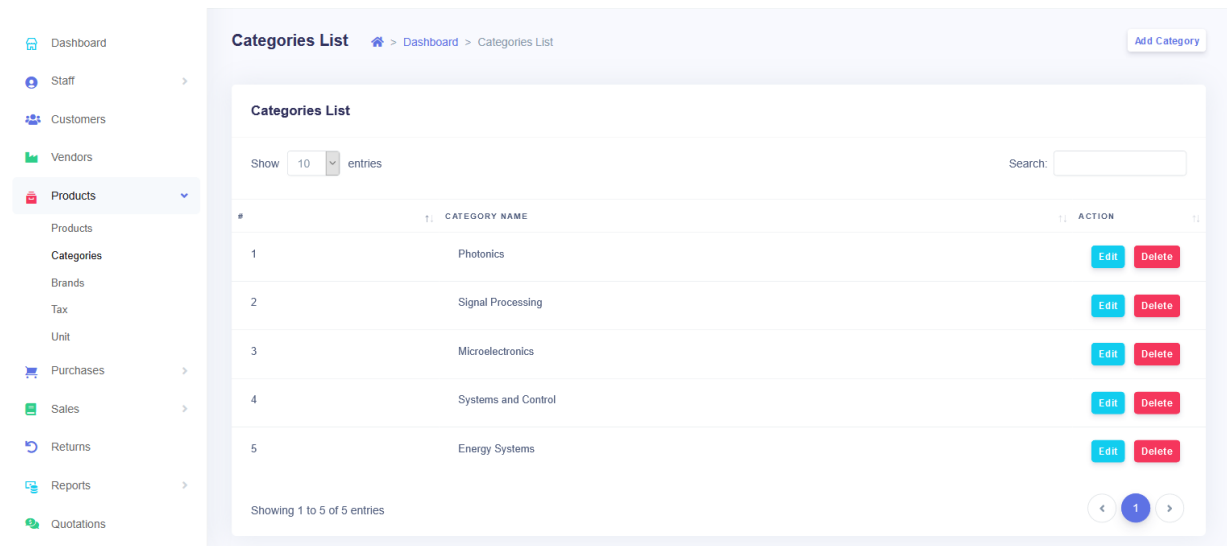 Dashboard
Staff
Customers
Vendors
Products
Products
Categories
Brands
Tax
Unit
Purchases
Sales
Returns
Reports
Quotations
Categories List > Dashboard > Categories List
Add Category
Categories List
Show 10 entries
Search:
# CATEGORY NAME ACTION
1 Photonics Edit Delete
2 Signal Processing Edit Delete
3 Microelectronics Edit Delete
4 Systems and Control Edit Delete
5 Energy Systems Edit Delete
Showing 1 to 5 of 5 entries
1